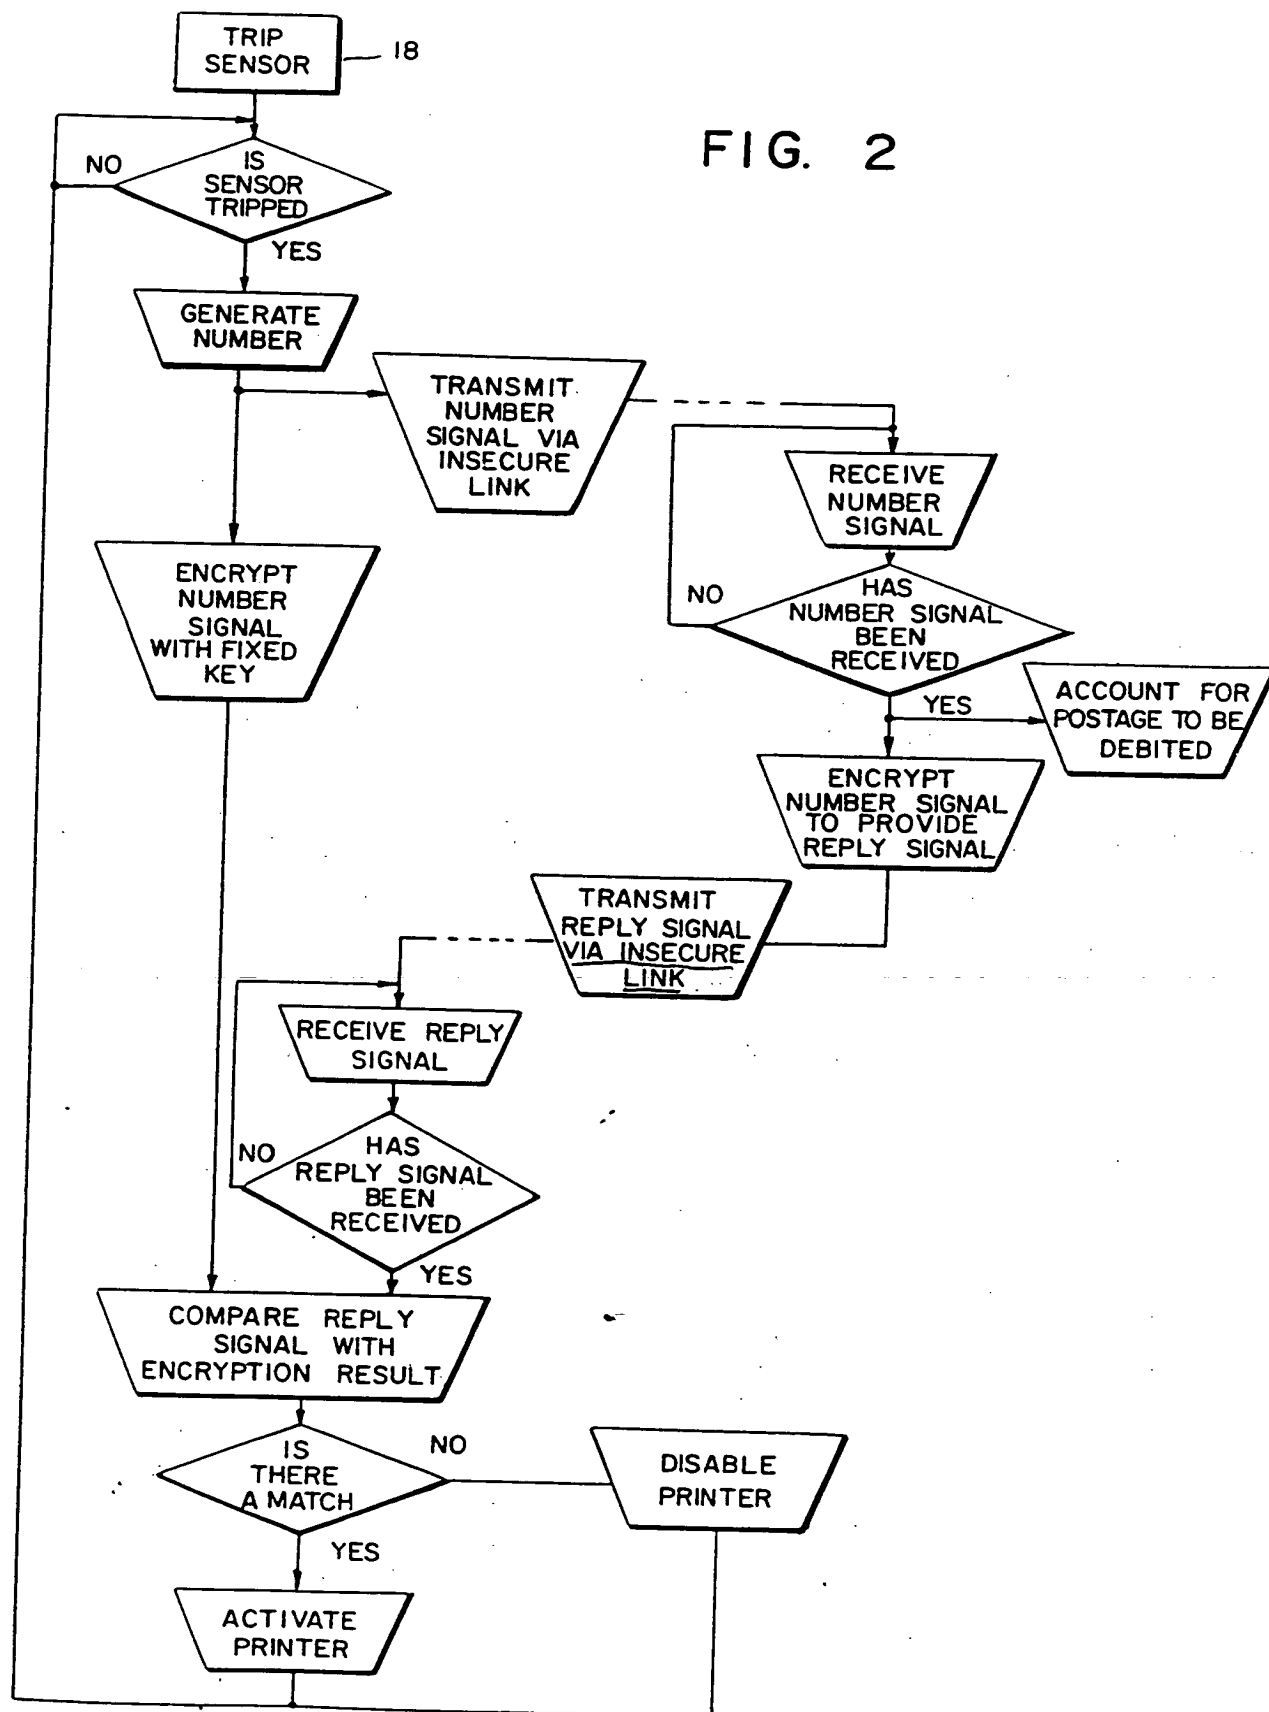 TRIP
SENSOR
18
FIG. 2
NO
IS
SENSOR
TRIPPED
YES
GENERATE
NUMBER
TRANSMIT
NUMBER
SIGNAL VIA
INSECURE
LINK
RECEIVE
NUMBER
SIGNAL
ENCRYPT
NUMBER
SIGNAL
WITH FIXED
KEY
NO
HAS
NUMBER SIGNAL
BEEN
RECEIVED
YES
ACCOUNT FOR
POSTAGE TO BE
DEBITED
ENCRYPT
NUMBER SIGNAL
TO PROVIDE
REPLY SIGNAL
TRANSMIT
REPLY SIGNAL
VIA INSECURE
LINK
RECEIVE REPLY
SIGNAL
NO
HAS
REPLY SIGNAL
BEEN
RECEIVED
YES
COMPARE REPLY
SIGNAL WITH
ENCRYPTION RESULT
IS
THERE
A MATCH
NO
DISABLE
PRINTER
YES
ACTIVATE
PRINTER